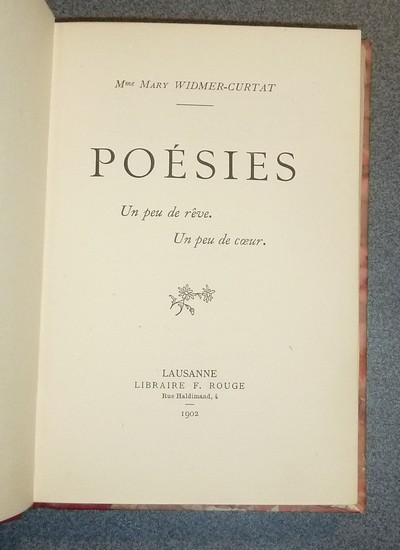 Mme Mary WIDMER-CURTAT
POÉSIES
Un peu de rêve.
Un peu de cœur.
LAUSANNE
LIBRAIRE F. ROUGE
Rue Haldimand, 4
1902